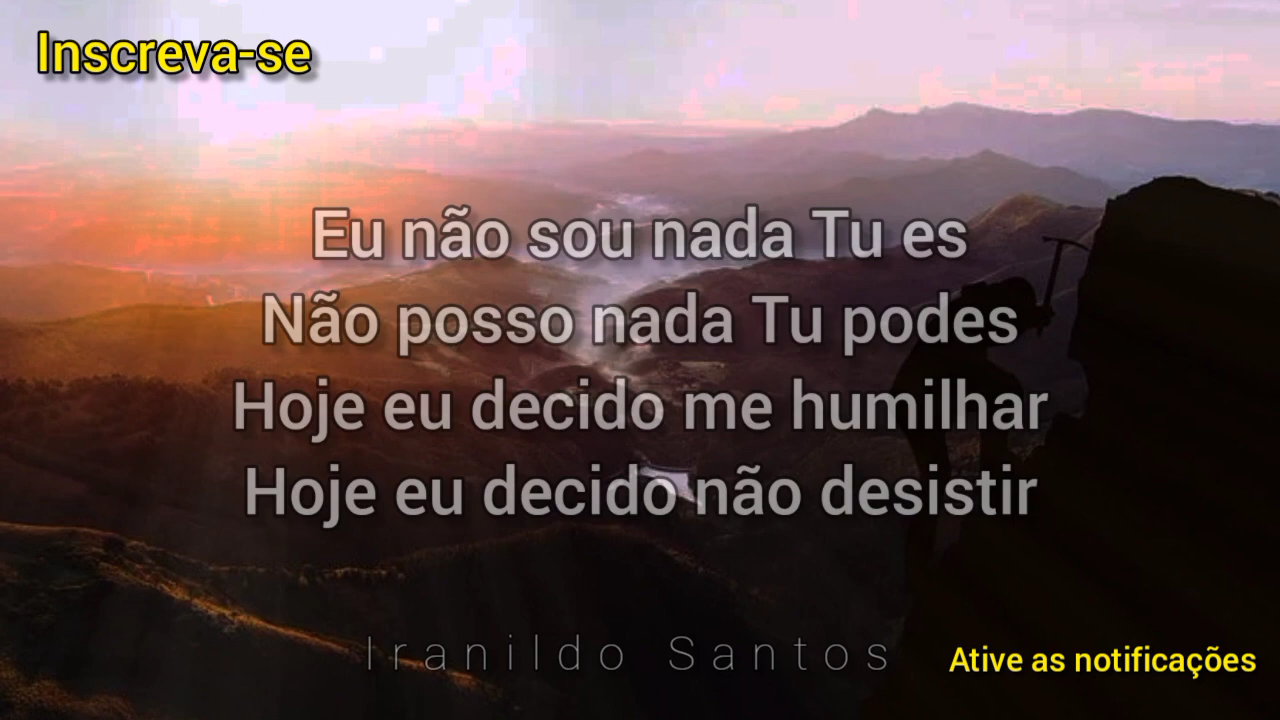 Inscreva-se
Eu não sou nada Tu es
Não posso nada Tu podes
Hoje eu decido me humilhar
Hoje eu decido não desistir
Iranildo Santos
Ative as notificações